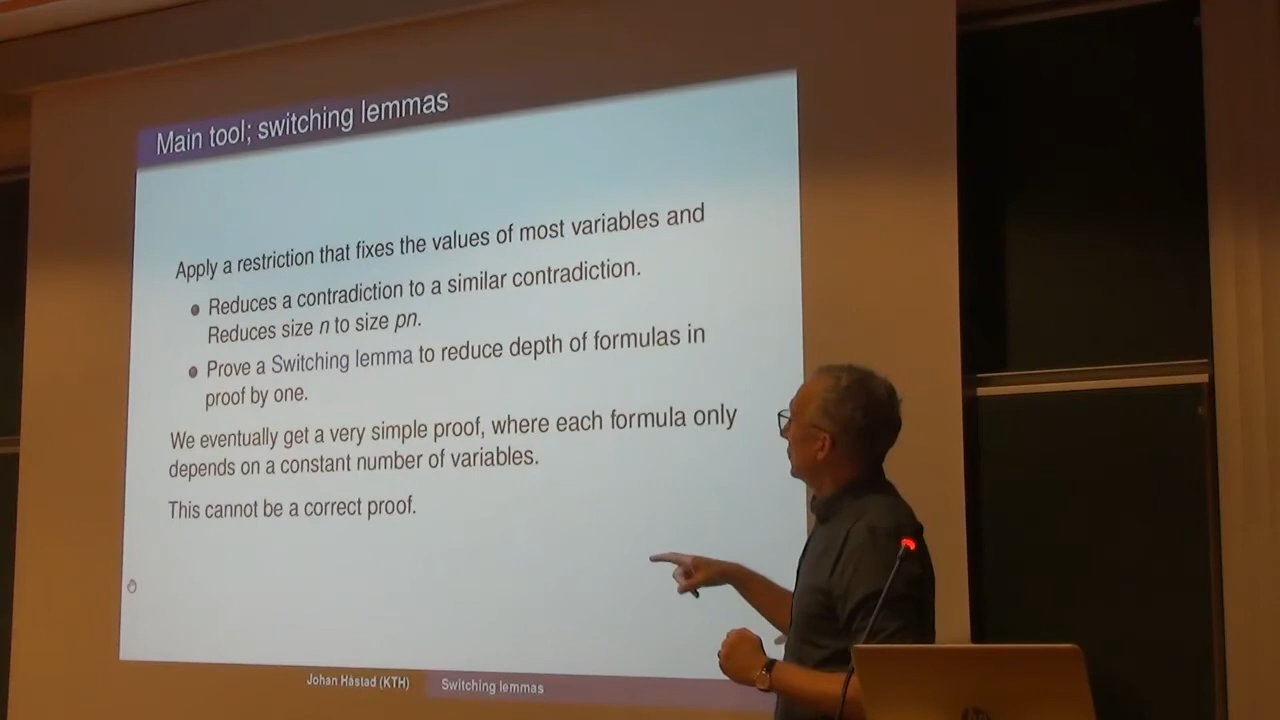 Main tool; switching lemmas
Apply a restriction that fixes the values of most variables and
Reduces a contradiction to a similar contradiction.
Reduces size n to size pn.
Prove a Switching lemma to reduce depth of formulas in
proof by one.
We eventually get a very simple proof, where each formula only
depends on a constant number of variables.
This cannot be a correct proof.
Johan Håstad (KTH)
Switching lemmas